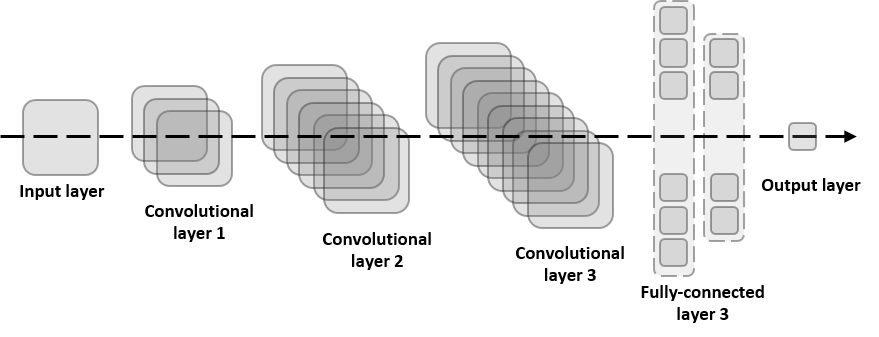 Input layer
Convolutional
layer 1
Convolutional
layer 2
Convolutional
layer 3
Fully-connected
layer 3
Output layer